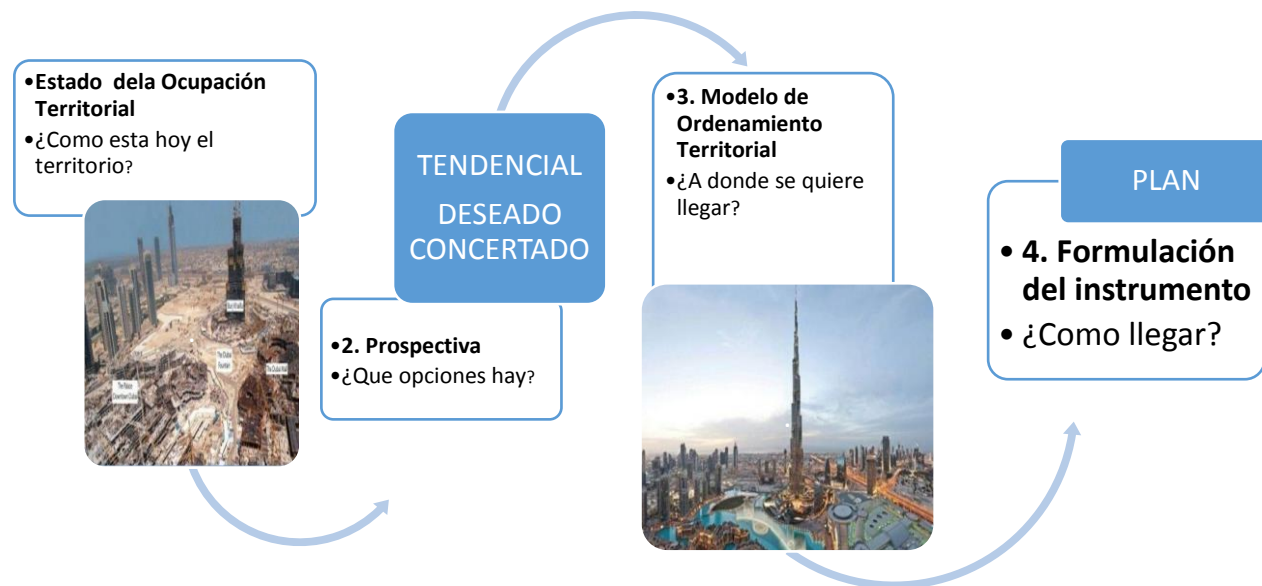 •Estado dela Ocupación
Territorial
•¿Como esta hoy el
territorio?
TENDENCIAL
DESEADO
CONCERTADO
•2. Prospectiva
•¿Que opciones hay?
•3. Modelo de
Ordenamiento
Territorial
•¿A donde se quiere
llegar?
PLAN
• 4. Formulación
del instrumento
• ¿Como llegar?